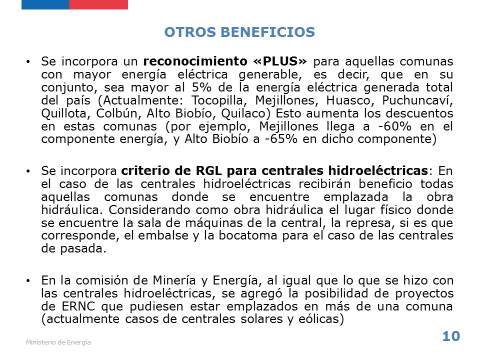 OTROS BENEFICIOS
• Se incorpora un reconocimiento «PLUS» para aquellas comunas
con mayor energía eléctrica generable, es decir, que en su
conjunto, sea mayor al 5% de la energía eléctrica generada total
del país (Actualmente: Tocopilla, Mejillones, Huasco, Puchuncaví,
Quillota, Colbún, Alto Biobío, Quilaco) Esto aumenta los descuentos
en estas comunas (por ejemplo, Mejillones llega a -60% en el
componente energía, y Alto Biobío a -65% en dicho componente)
• Se incorpora criterio de RGL para centrales hidroeléctricas: En
el caso de las centrales hidroeléctricas recibirán beneficio todas
aquellas comunas donde se encuentre emplazada la obra
hidráulica. Considerando como obra hidráulica el lugar físico donde
se encuentre la sala de máquinas de la central, la represa, si es que
corresponde, el embalse y la bocatoma para el caso de las centrales
de pasada.
• En la comisión de Minería y Energía, al igual que lo que se hizo con
las centrales hidroeléctricas, se agregó la posibilidad de proyectos
de ERNC que pudiesen estar emplazados en más de una comuna
(actualmente casos de centrales solares y eólicas)
Ministerio de Energía
10